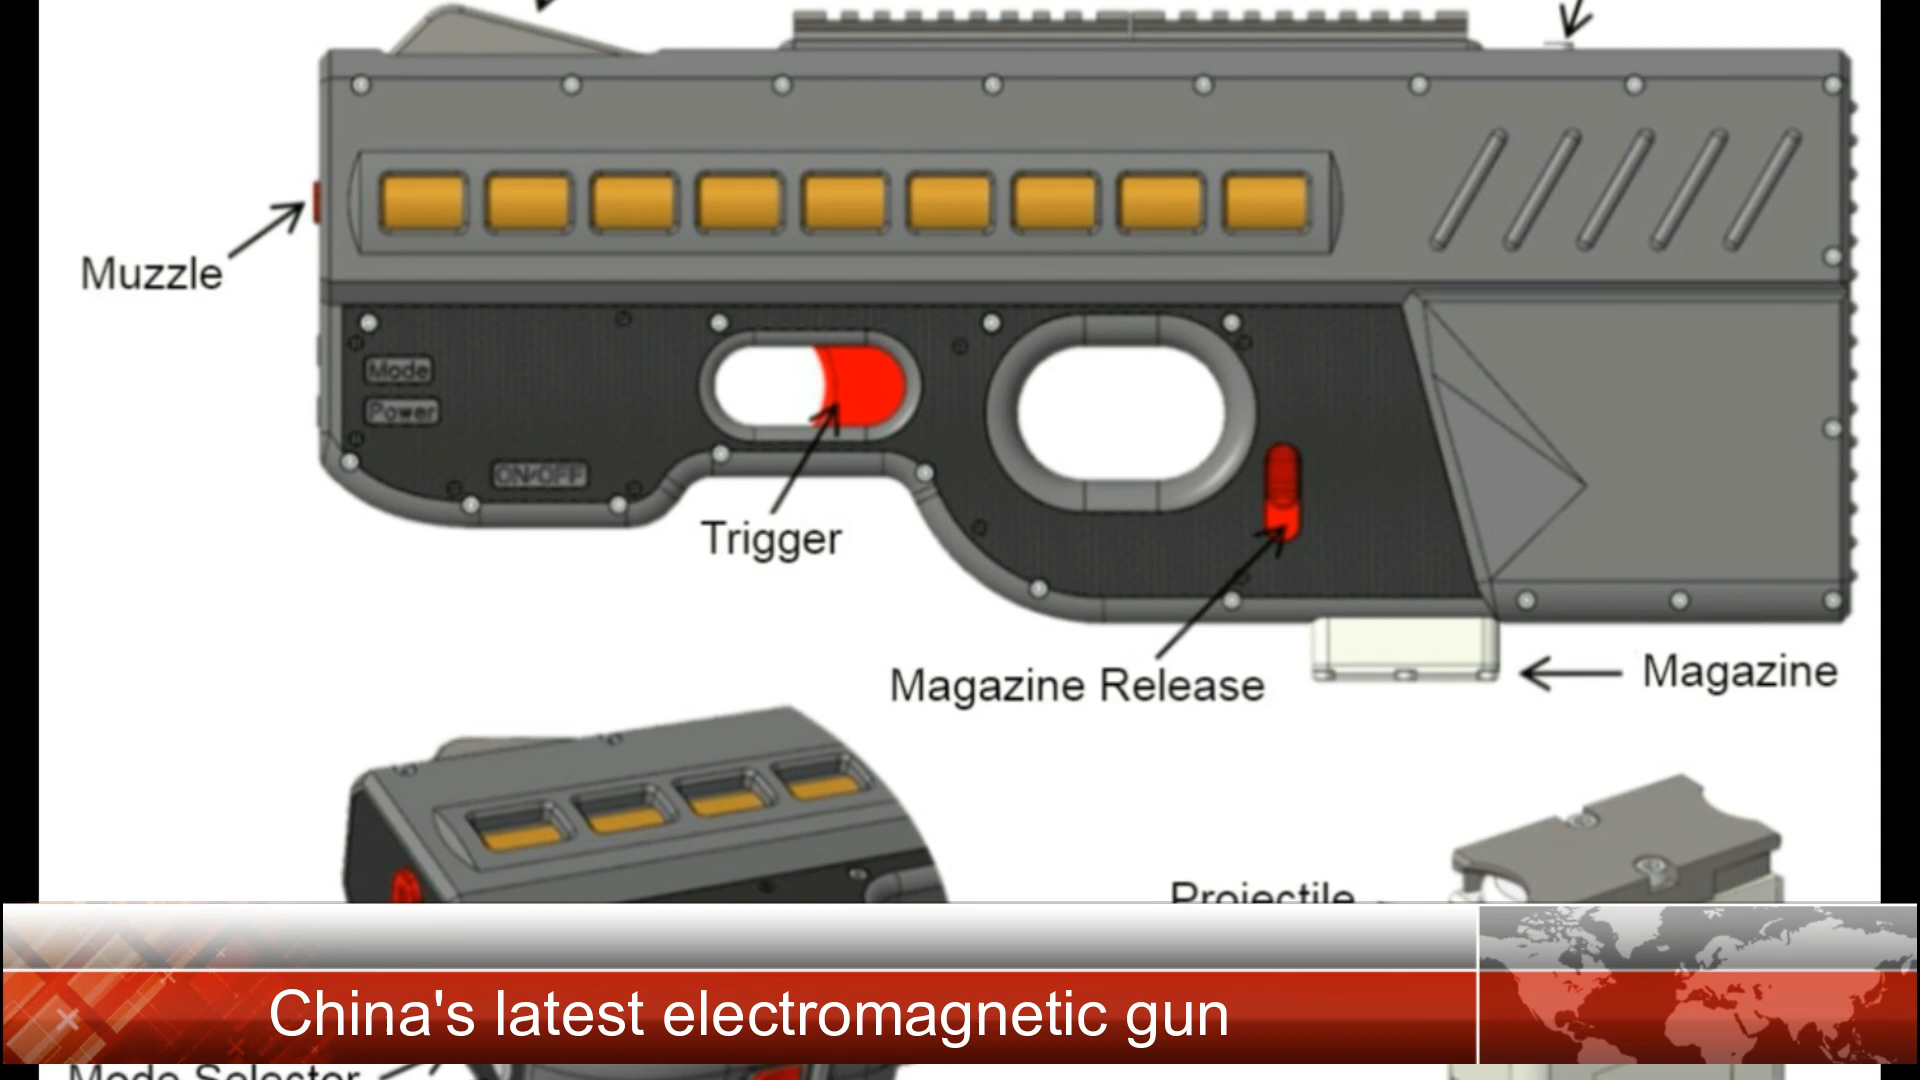 Muzzle
Mode
Power
ON/OFF
Trigger
Magazine Release
Magazine
Projectile
China's latest electromagnetic gun
Mode Selector